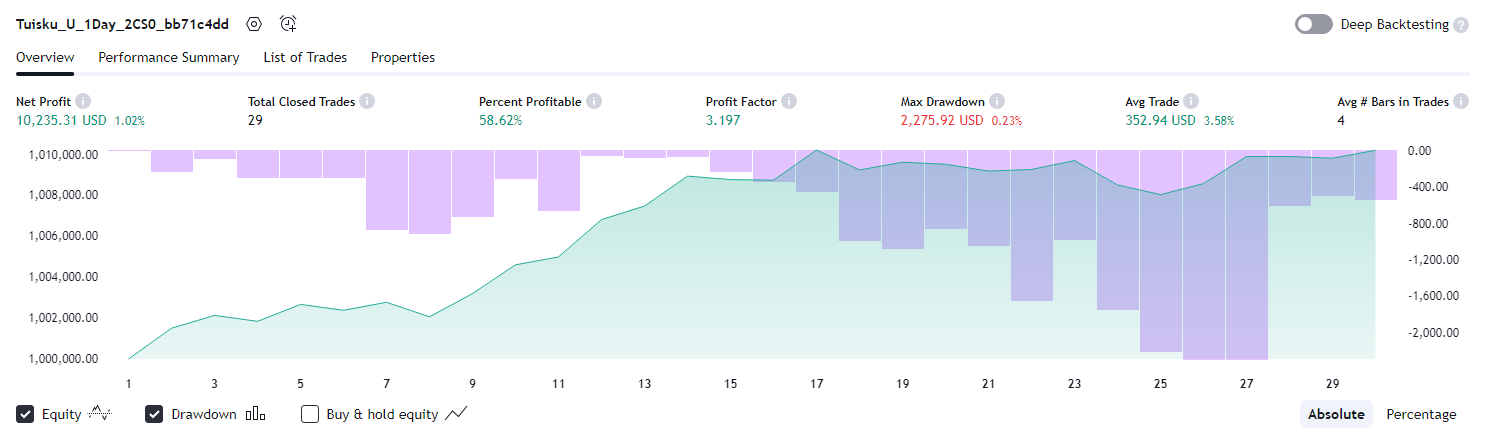 Tuisku_U_1Day_2CS0_bb71c4dd Deep Backtesting ?
Overview Performance Summary List of Trades Properties
Net Profit i Total Closed Trades i Percent Profitable i Profit Factor i Max Drawdown i Avg Trade i Avg # Bars in Trades i
10,235.31 USD 1.02% 29 58.62% 3.197 2,275.92 USD 0.23% 352.94 USD 3.58% 4
1,010,000.00 0.00
1,008,000.00 -400.00
1,006,000.00 -800.00
1,004,000.00 -1,200.00
1,002,000.00 -1,600.00
1,000,000.00 -2,000.00
1 3 5 7 9 11 13 15 17 19 21 23 25 27 29
Equity Drawdown Buy & hold equity Absolute Percentage